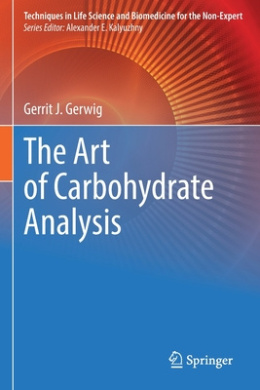 Techniques in Life Science and Biomedicine for the Non-Expert
Series Editor: Alexander E. Kalyuzhny
Gerrit J. Gerwig
The Art
of Carbohydrate
Analysis
Springer